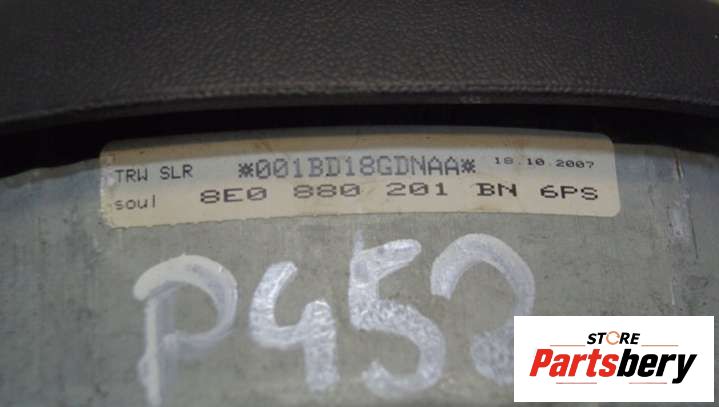 TRW SLR *001BD18GDNAA* 18.10.2007
soul 8E0 880 201 BN 6PS
P452
STORE
Partsbery